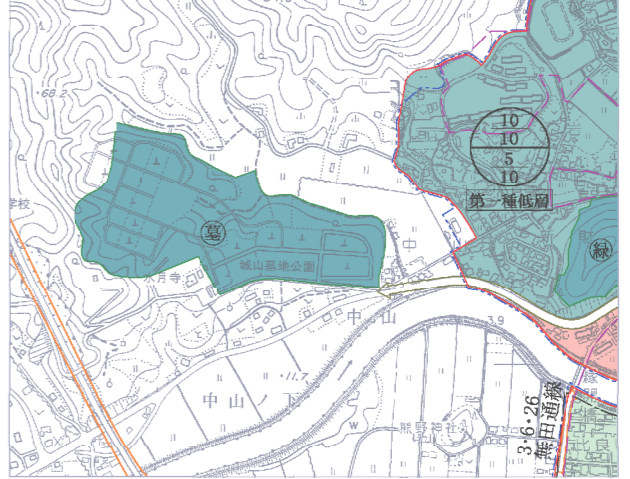 ・68.2
10
10
5
10
第一種低層
学校
墓
緑
城山墓地公園
水月寺
中
中山
3.9
・11.7
中山ノ下
熊野神社
3・6・26
無田通線